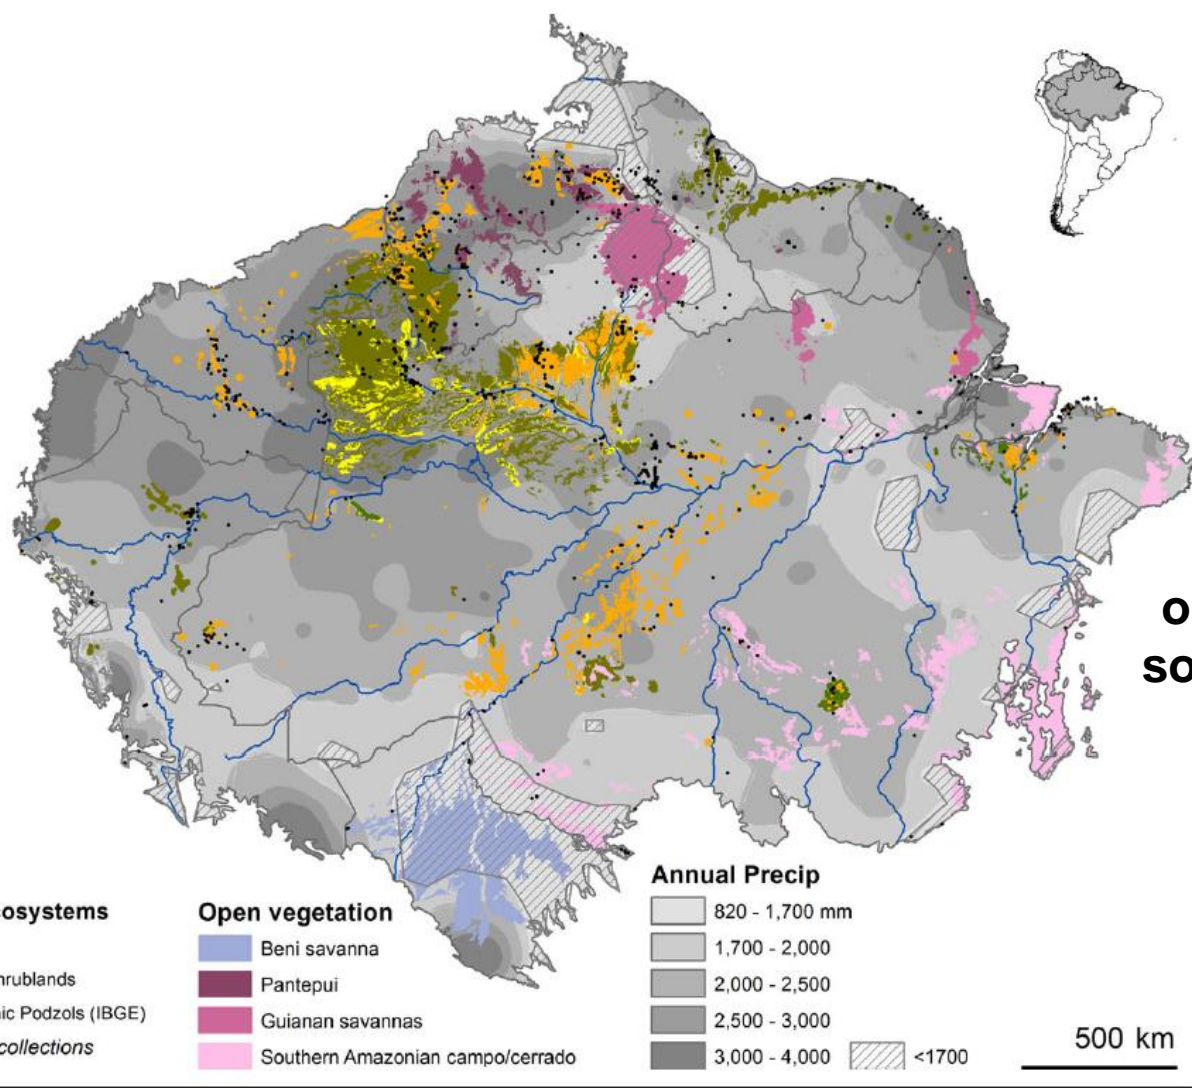 o
so
cosystems
hrublands
nic Podzols (IBGE)
collections
Open vegetation
Beni savanna
Pantepui
Guianan savannas
Southern Amazonian campo/cerrado
Annual Precip
820 - 1,700 mm
1,700 - 2,000
2,000 - 2,500
2,500 - 3,000
3,000 - 4,000
<1700
500 km